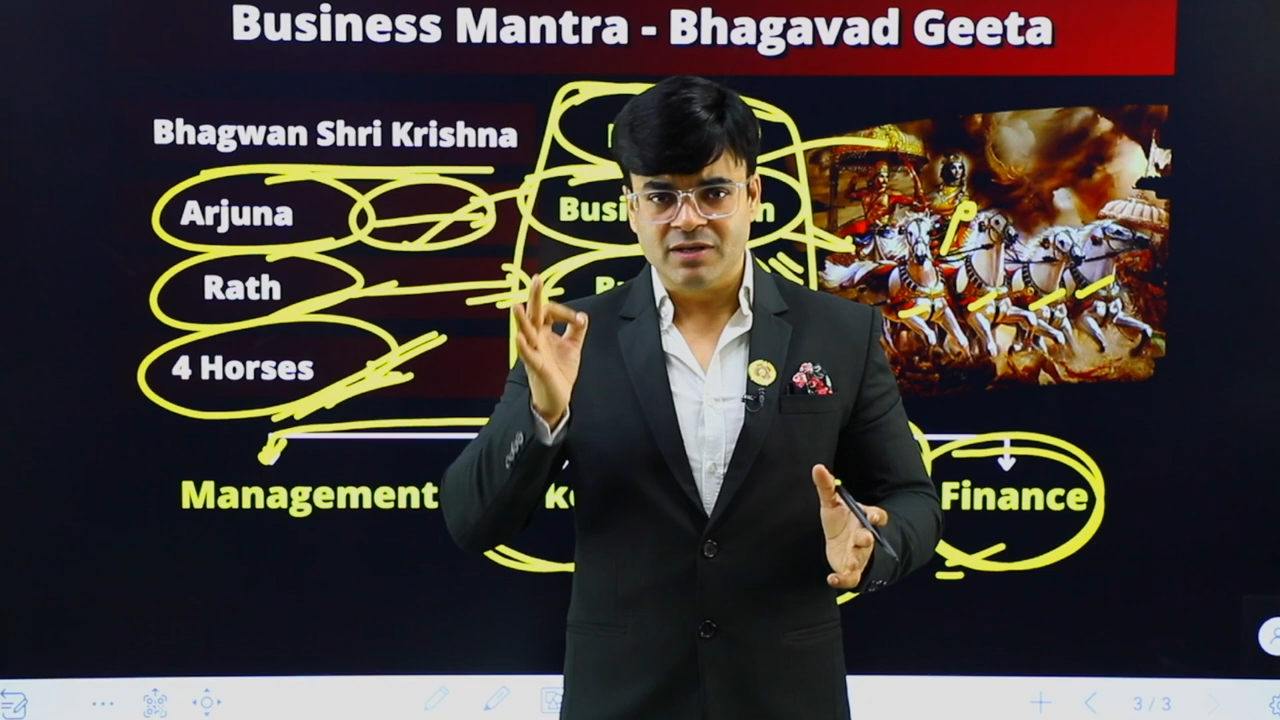 Business Mantra - Bhagavad Geeta
Bhagwan Shri Krishna
Arjuna
Rath
4 Horses
Management
Finance
3 / 3